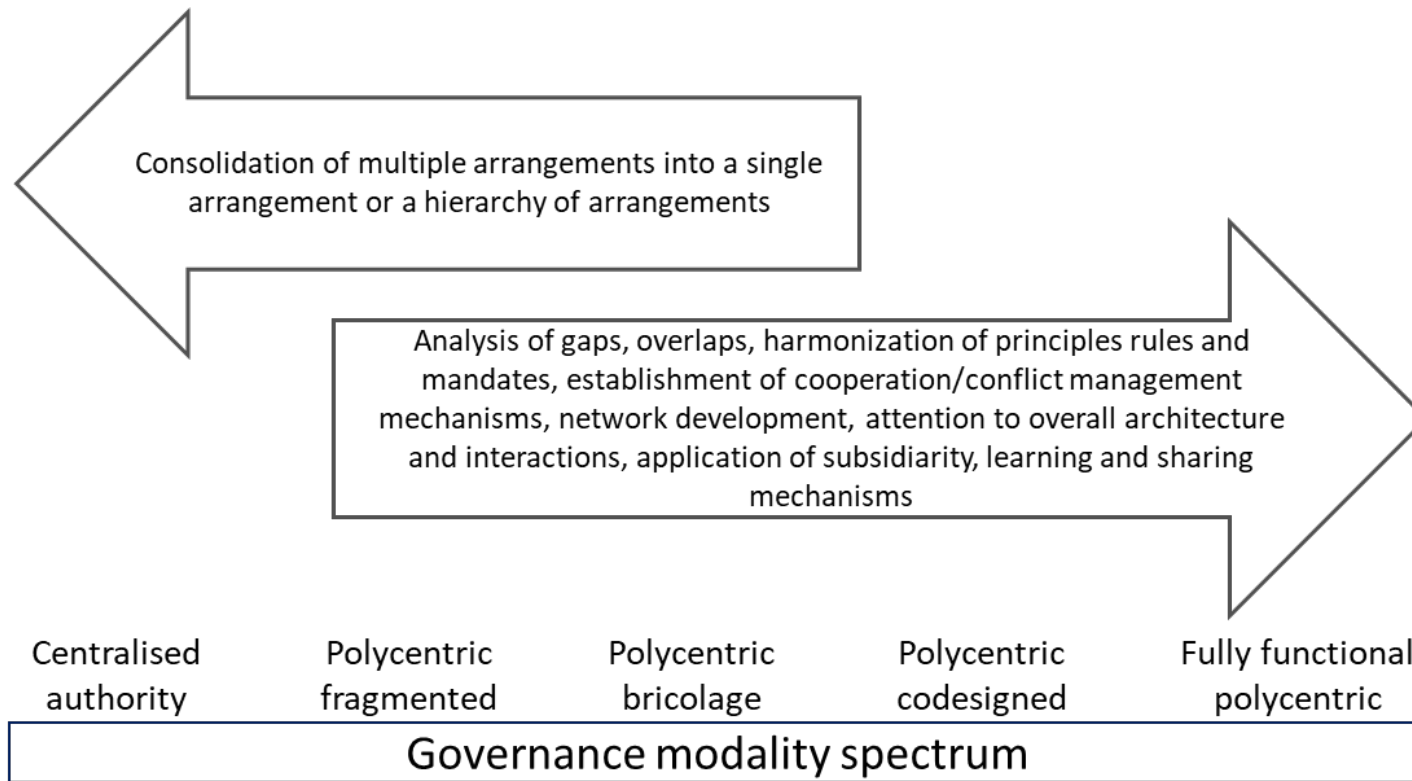 Consolidation of multiple arrangements into a single
arrangement or a hierarchy of arrangements
Analysis of gaps, overlaps, harmonization of principles rules and
mandates, establishment of cooperation/conflict management
mechanisms, network development, attention to overall architecture
and interactions, application of subsidiarity, learning and sharing
mechanisms
Centralised
authority
Polycentric
fragmented
Polycentric
bricolage
Polycentric
codesigned
Fully functional
polycentric
Governance modality spectrum